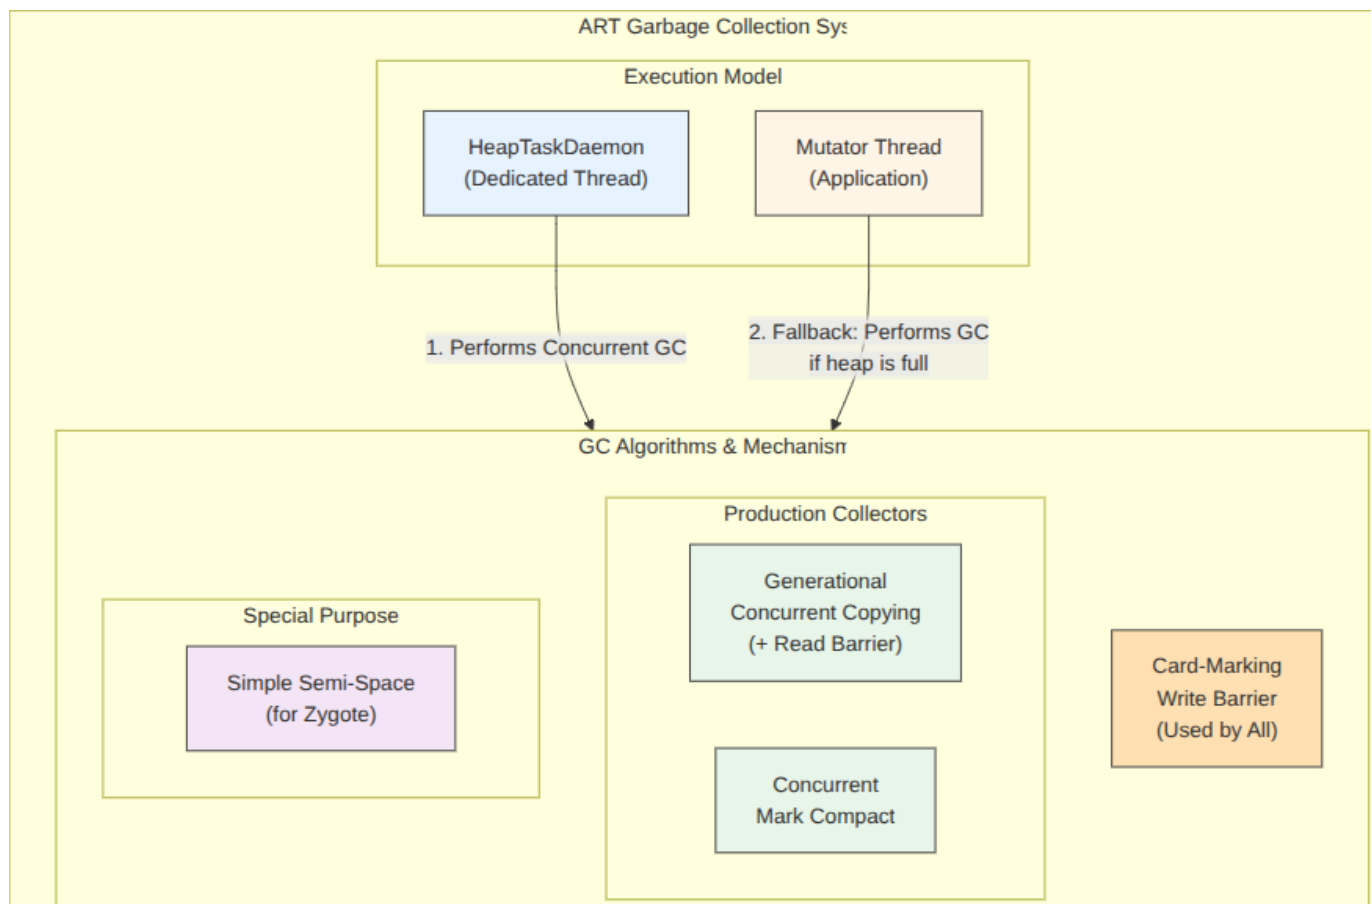 ART Garbage Collection Sys
Execution Model
HeapTaskDaemon
(Dedicated Thread)
Mutator Thread
(Application)
1. Performs Concurrent GC
2. Fallback: Performs GC
if heap is full
GC Algorithms & Mechanism
Production Collectors
Generational
Concurrent Copying
(+ Read Barrier)
Special Purpose
Simple Semi-Space
(for Zygote)
Card-Marking
Write Barrier
(Used by All)
Concurrent
Mark Compact